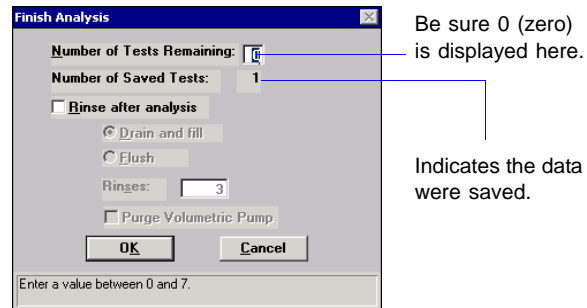 Finish Analysis
Number of Tests Remaining: 0
Number of Saved Tests: 1
Rinse after analysis
Drain and fill
Flush
Rinses: 3
Purge Volumetric Pump
OK Cancel
Enter a value between 0 and 7.
Be sure 0 (zero)
is displayed here.
Indicates the data
were saved.